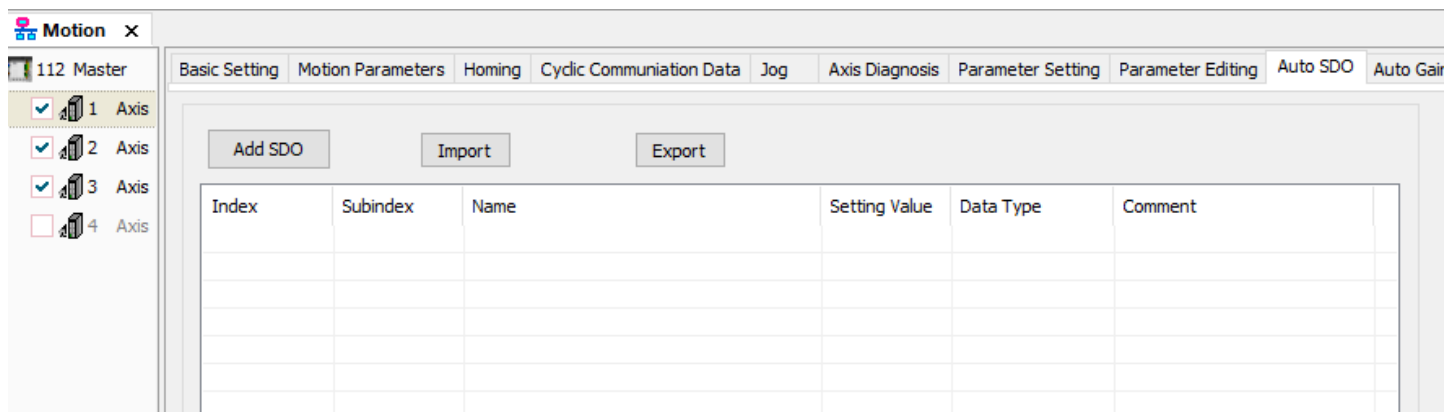 Motion ×
112 Master
1 Axis
2 Axis
3 Axis
4 Axis
Basic Setting Motion Parameters Homing Cyclic Communiation Data Jog Axis Diagnosis Parameter Setting Parameter Editing Auto SDO Auto Gain
Add SDO Import Export
Index Subindex Name Setting Value Data Type Comment